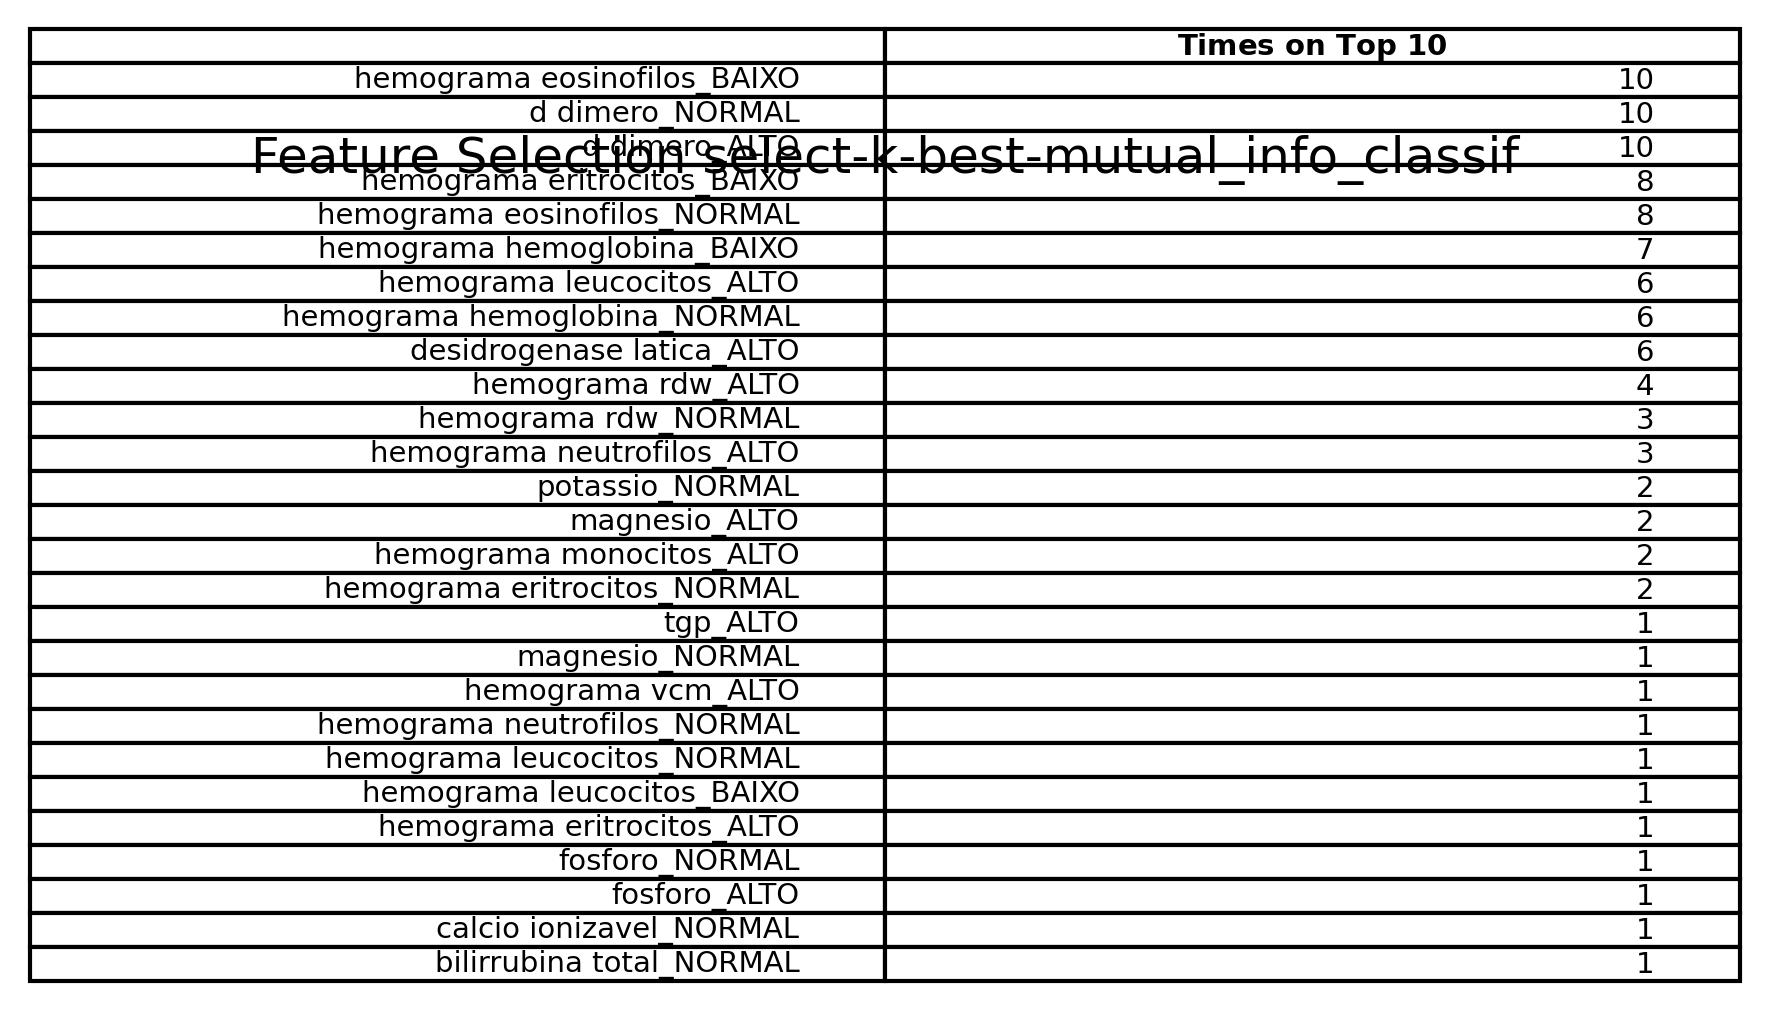 Times on Top 10
hemograma eosinofilos_BAIXO 10
d dimero_NORMAL 10
d dimero_ALTO 10
Feature Selection select-k-best-mutual_info_classif
hemograma eritrocitos_BAIXO 8
hemograma eosinofilos_NORMAL 8
hemograma hemoglobina_BAIXO 7
hemograma leucocitos_ALTO 6
hemograma hemoglobina_NORMAL 6
desidrogenase latica_ALTO 6
hemograma rdw_ALTO 4
hemograma rdw_NORMAL 3
hemograma neutrofilos_ALTO 3
potassio_NORMAL 2
magnesio_ALTO 2
hemograma monocitos_ALTO 2
hemograma eritrocitos_NORMAL 2
tgp_ALTO 1
magnesio_NORMAL 1
hemograma vcm_ALTO 1
hemograma neutrofilos_NORMAL 1
hemograma leucocitos_NORMAL 1
hemograma leucocitos_BAIXO 1
hemograma eritrocitos_ALTO 1
fosforo_NORMAL 1
fosforo_ALTO 1
calcio ionizavel_NORMAL 1
bilirrubina total_NORMAL 1